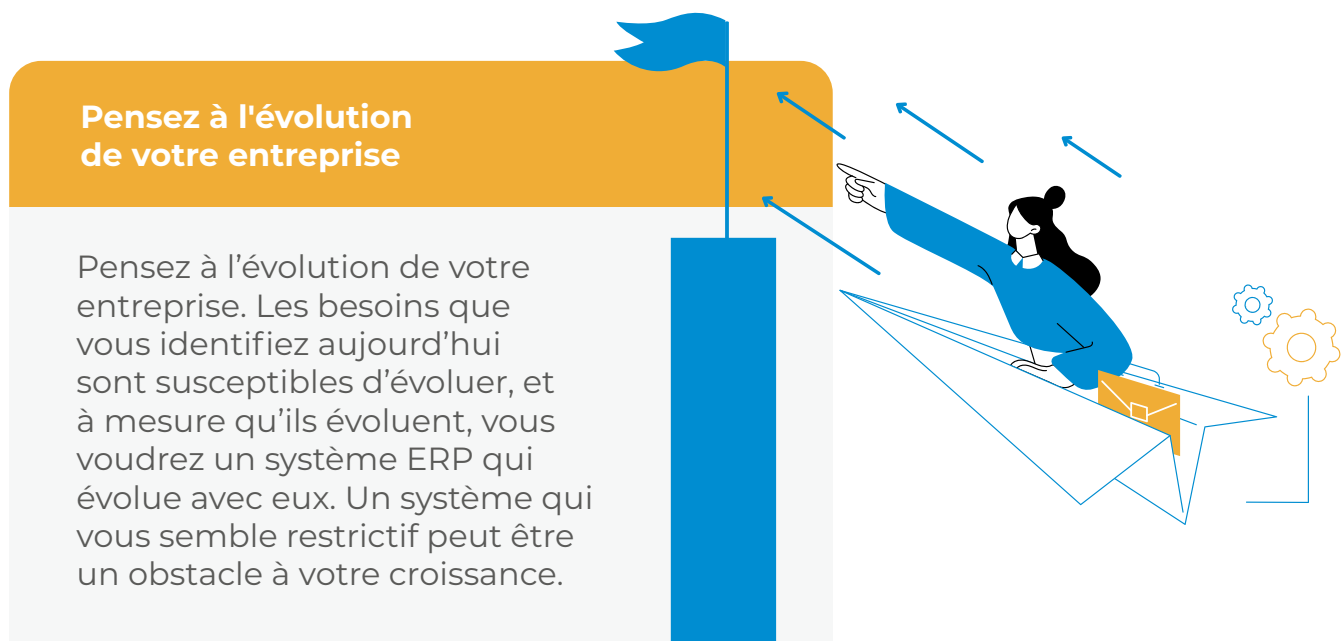 Pensez à l'évolution
de votre entreprise
Pensez à l’évolution de votre
entreprise. Les besoins que
vous identifiez aujourd’hui
sont susceptibles d’évoluer, et
à mesure qu’ils évoluent, vous
voudrez un système ERP qui
évolue avec eux. Un système qui
vous semble restrictif peut être
un obstacle à votre croissance.